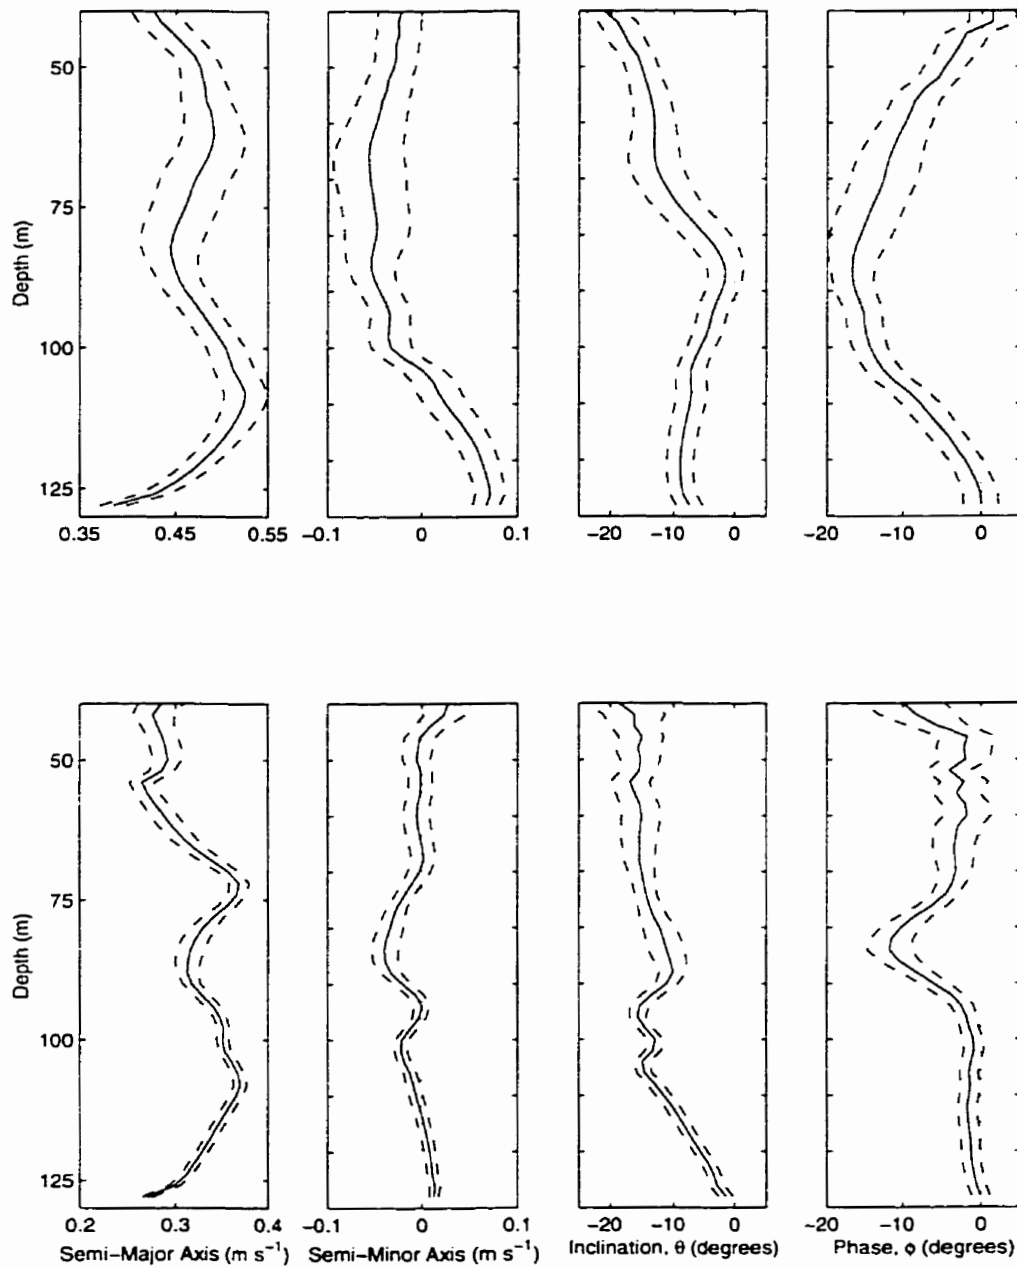 50
75
100
125
Depth (m)
0.35 0.45 0.55
−0.1 0 0.1
−20 −10 0
−20 −10 0
50
75
100
125
Depth (m)
0.2 0.3 0.4
−0.1 0 0.1
−20 −10 0
−20 −10 0
Semi−Major Axis (m s⁻¹)
Semi−Minor Axis (m s⁻¹)
Inclination, θ (degrees)
Phase, φ (degrees)